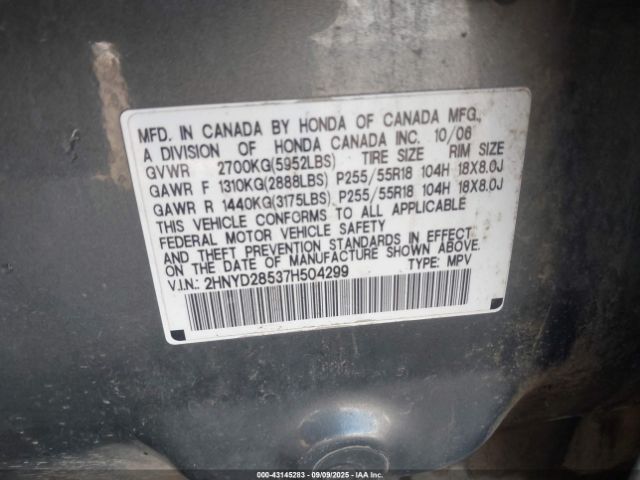 MFD. IN CANADA BY HONDA OF CANADA MFG.,
A DIVISION OF HONDA CANADA INC. 10/06
GVWR 2700KG(5952LBS) TIRE SIZE RIM SIZE
GAWR F 1310KG(2888LBS) P255/55R18 104H 18X8.0J
GAWR R 1440KG(3175LBS) P255/55R18 104H 18X8.0J
THIS VEHICLE CONFORMS TO ALL APPLICABLE
FEDERAL MOTOR VEHICLE SAFETY
AND THEFT PREVENTION STANDARDS IN EFFECT
ON THE DATE OF MANUFACTURE SHOWN ABOVE.
V.I.N.: 2HNYD28537H504299 TYPE: MPV
© 43145283 - 09/09/2025 - IAA Inc.